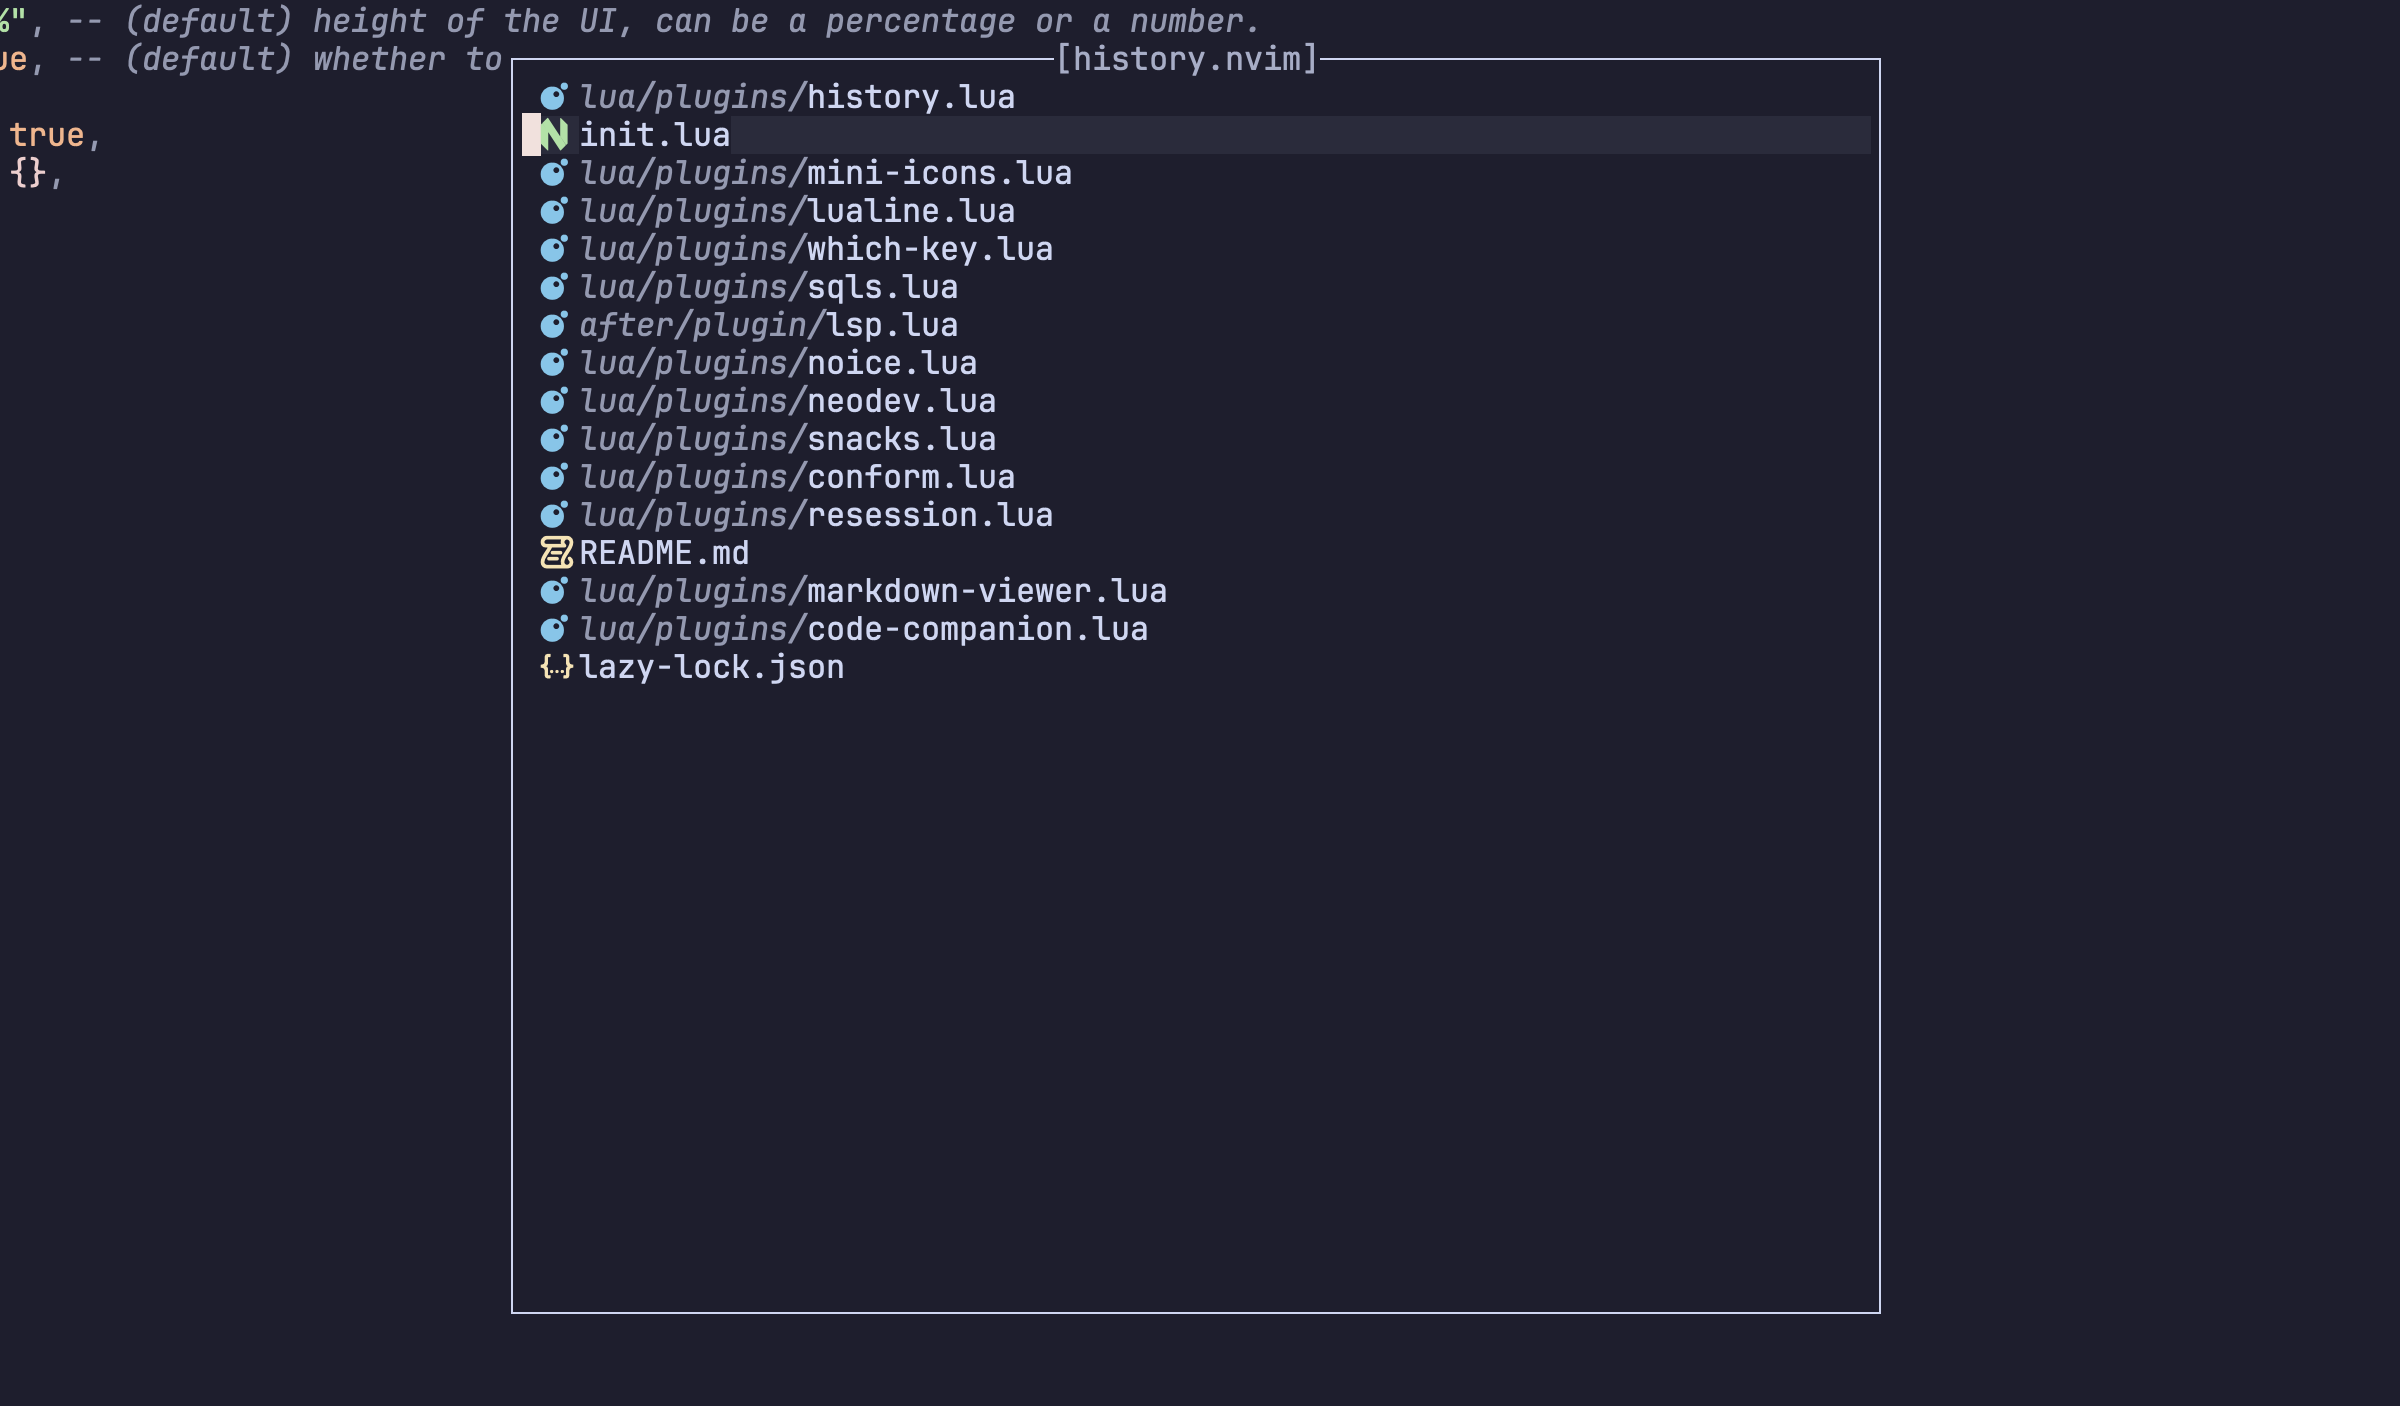 %", -- (default) height of the UI, can be a percentage or a number.
ue, -- (default) whether to
[history.nvim]
lua/plugins/history.lua
true,
init.lua
{},
lua/plugins/mini-icons.lua
lua/plugins/lualine.lua
lua/plugins/which-key.lua
lua/plugins/sqls.lua
after/plugin/lsp.lua
lua/plugins/noice.lua
lua/plugins/neodev.lua
lua/plugins/snacks.lua
lua/plugins/conform.lua
lua/plugins/resession.lua
README.md
lua/plugins/markdown-viewer.lua
lua/plugins/code-companion.lua
lazy-lock.json